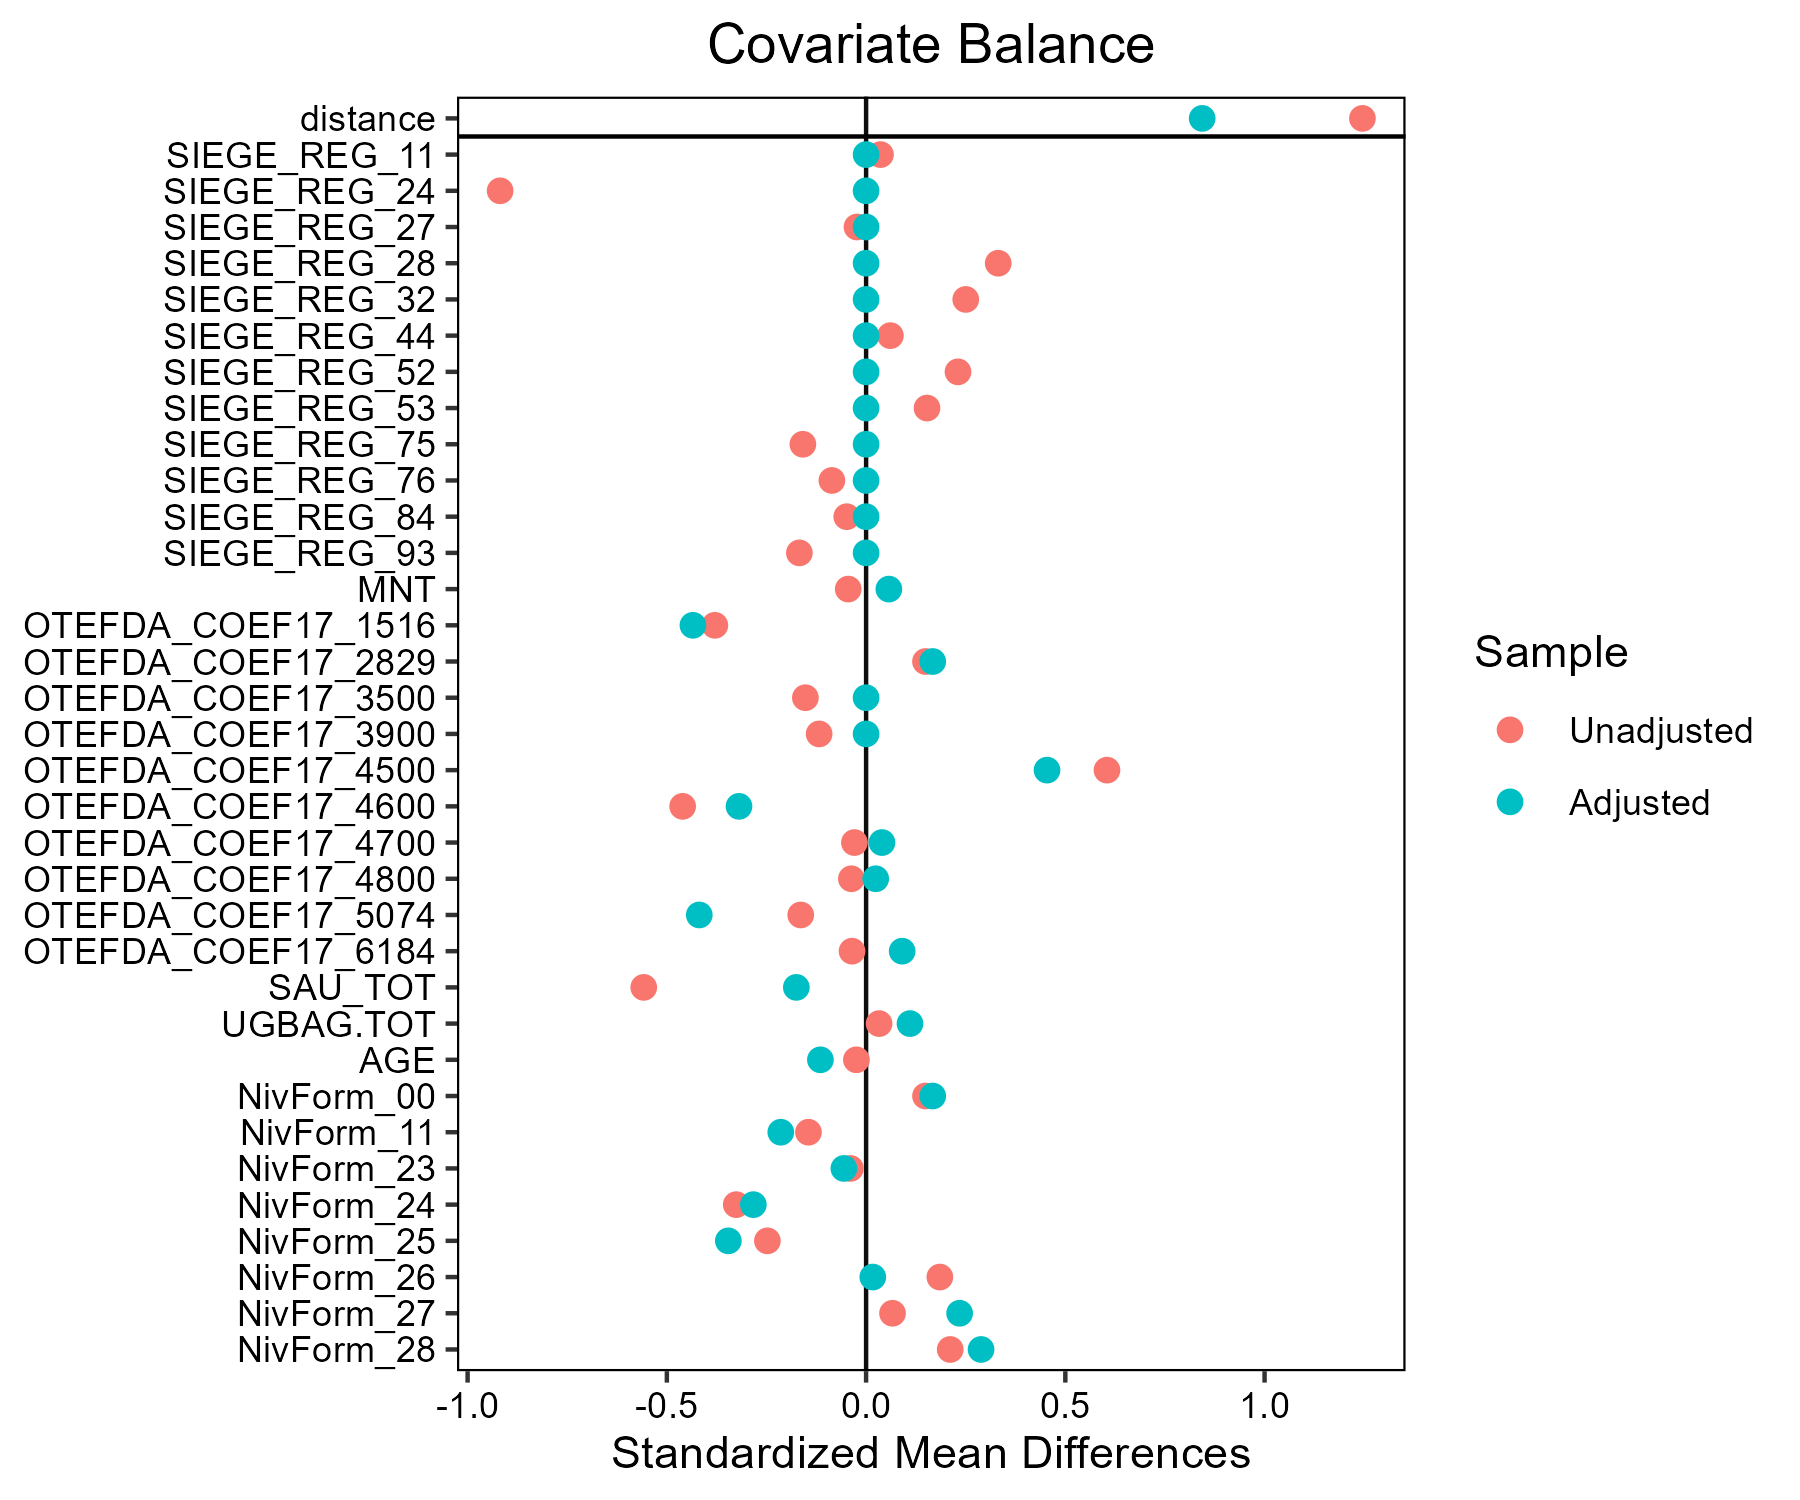 Covariate Balance
distance
SIEGE_REG_11
SIEGE_REG_24
SIEGE_REG_27
SIEGE_REG_28
SIEGE_REG_32
SIEGE_REG_44
SIEGE_REG_52
SIEGE_REG_53
SIEGE_REG_75
SIEGE_REG_76
SIEGE_REG_84
SIEGE_REG_93
MNT
OTEFDA_COEF17_1516
OTEFDA_COEF17_2829
OTEFDA_COEF17_3500
OTEFDA_COEF17_3900
OTEFDA_COEF17_4500
OTEFDA_COEF17_4600
OTEFDA_COEF17_4700
OTEFDA_COEF17_4800
OTEFDA_COEF17_5074
OTEFDA_COEF17_6184
SAU_TOT
UGBAG.TOT
AGE
NivForm_00
NivForm_11
NivForm_23
NivForm_24
NivForm_25
NivForm_26
NivForm_27
NivForm_28
-1.0 -0.5 0.0 0.5 1.0
Standardized Mean Differences
Sample
Unadjusted
Adjusted